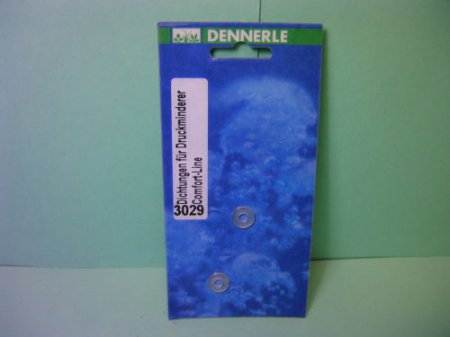 DENNERLE
Dichtungen für Druckminderer
Comfort-Line
3029